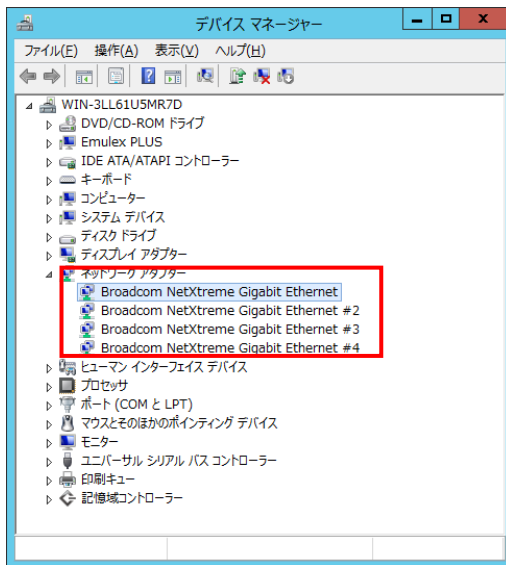 デバイス マネージャー
ファイル(F) 操作(A) 表示(V) ヘルプ(H)
WIN-3LL61U5MR7D
DVD/CD-ROM ドライブ
Emulex PLUS
IDE ATA/ATAPI コントローラー
キーボード
コンピューター
システム デバイス
ディスク ドライブ
ディスプレイ アダプター
ネットワーク アダプター
Broadcom NetXtreme Gigabit Ethernet
Broadcom NetXtreme Gigabit Ethernet #2
Broadcom NetXtreme Gigabit Ethernet #3
Broadcom NetXtreme Gigabit Ethernet #4
ヒューマン インターフェイス デバイス
プロセッサ
ポート (COM と LPT)
マウスとそのほかのポインティング デバイス
モニター
ユニバーサル シリアル バス コントローラー
印刷キュー
記憶域コントローラー